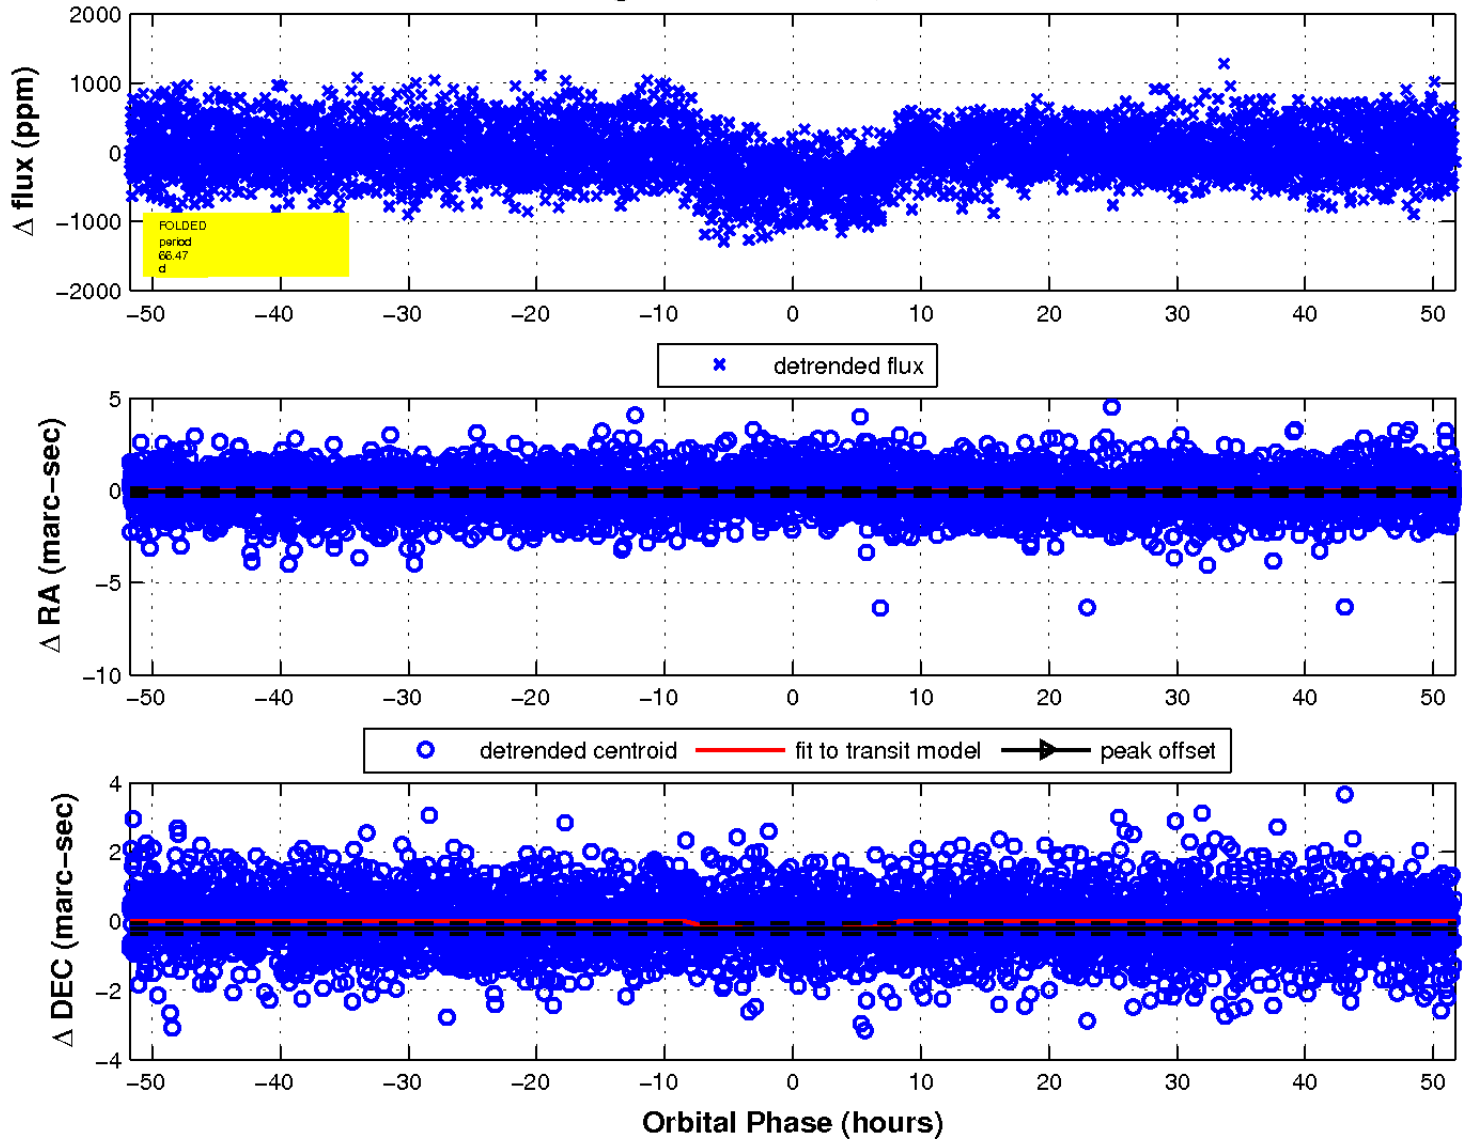 2000
1000
0
−1000
−2000
Δ flux (ppm)
FOLDED
period
d
−50 −40 −30 −20 −10 0 10 20 30 40 50
detrended flux
5
0
−5
−10
Δ RA (marc−sec)
−50 −40 −30 −20 −10 0 10 20 30 40 50
detrended centroid fit to transit model peak offset
4
2
0
−2
−4
Δ DEC (marc−sec)
−50 −40 −30 −20 −10 0 10 20 30 40 50
Orbital Phase (hours)